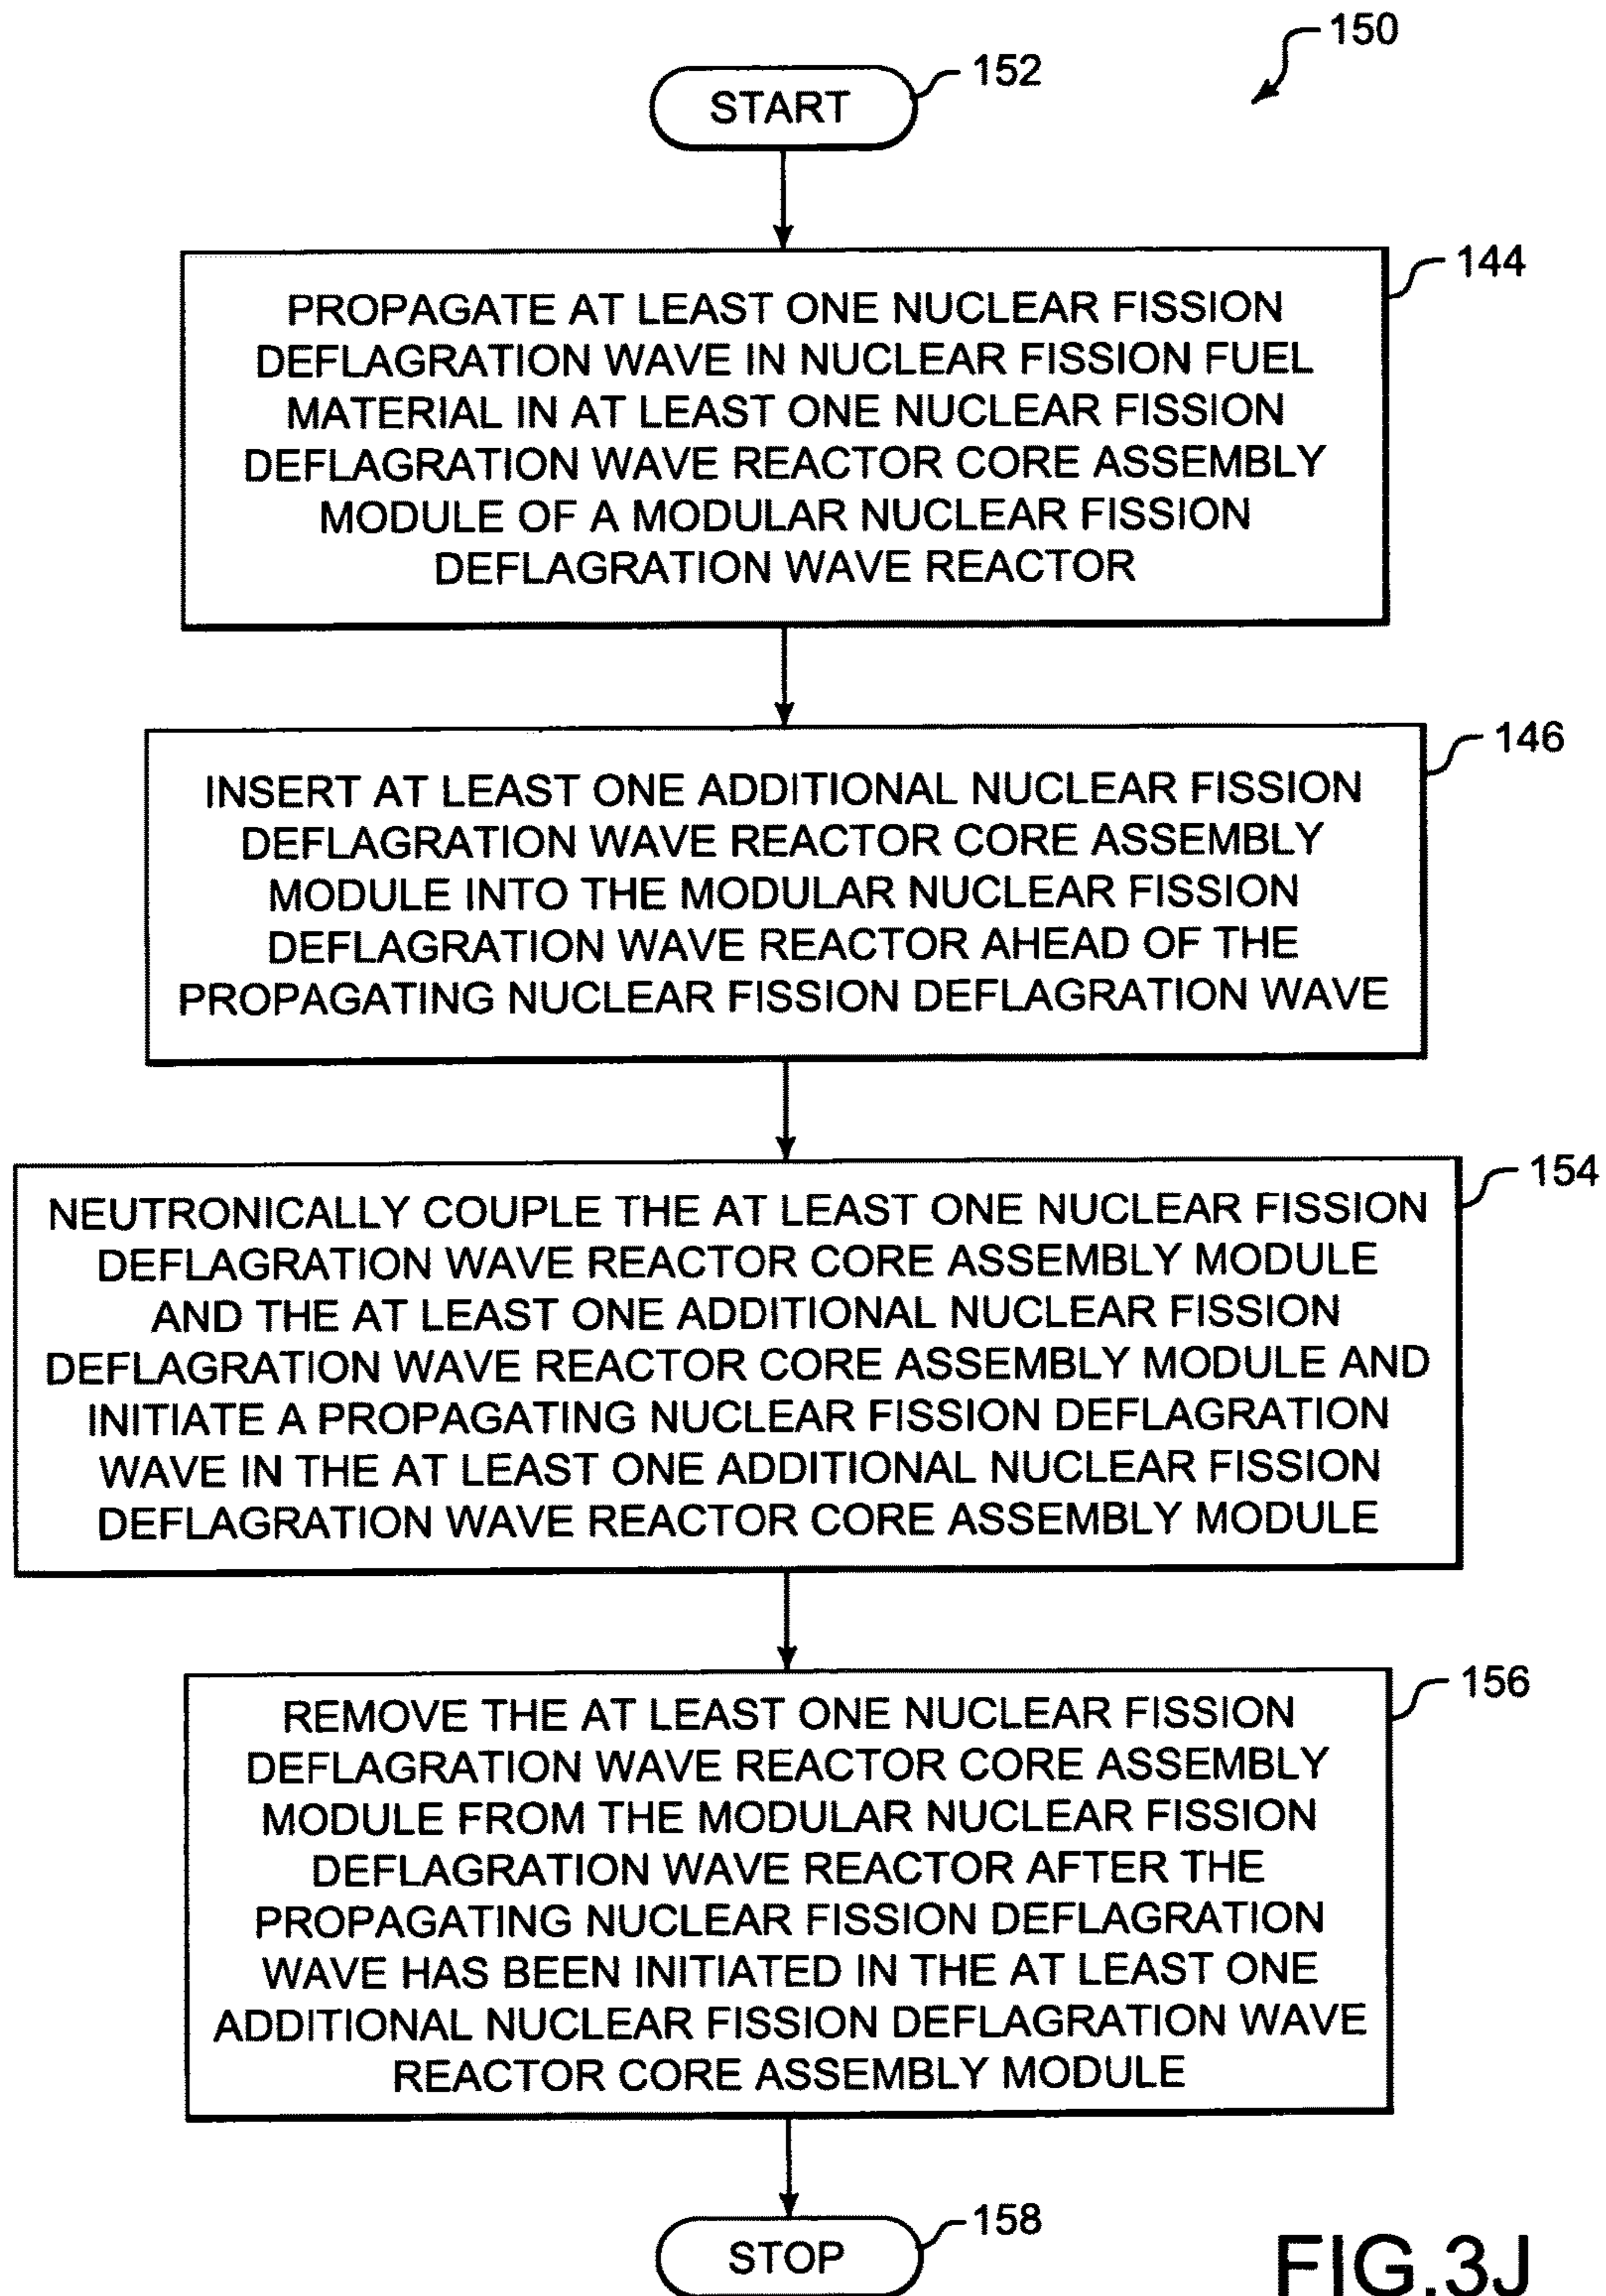 150
START
152
PROPAGATE AT LEAST ONE NUCLEAR FISSION
DEFLAGRATION WAVE IN NUCLEAR FISSION FUEL
MATERIAL IN AT LEAST ONE NUCLEAR FISSION
DEFLAGRATION WAVE REACTOR CORE ASSEMBLY
MODULE OF A MODULAR NUCLEAR FISSION
DEFLAGRATION WAVE REACTOR
144
INSERT AT LEAST ONE ADDITIONAL NUCLEAR FISSION
DEFLAGRATION WAVE REACTOR CORE ASSEMBLY
MODULE INTO THE MODULAR NUCLEAR FISSION
DEFLAGRATION WAVE REACTOR AHEAD OF THE
PROPAGATING NUCLEAR FISSION DEFLAGRATION WAVE
146
NEUTRONICALLY COUPLE THE AT LEAST ONE NUCLEAR FISSION
DEFLAGRATION WAVE REACTOR CORE ASSEMBLY MODULE
AND THE AT LEAST ONE ADDITIONAL NUCLEAR FISSION
DEFLAGRATION WAVE REACTOR CORE ASSEMBLY MODULE AND
INITIATE A PROPAGATING NUCLEAR FISSION DEFLAGRATION
WAVE IN THE AT LEAST ONE ADDITIONAL NUCLEAR FISSION
DEFLAGRATION WAVE REACTOR CORE ASSEMBLY MODULE
154
REMOVE THE AT LEAST ONE NUCLEAR FISSION
DEFLAGRATION WAVE REACTOR CORE ASSEMBLY
MODULE FROM THE MODULAR NUCLEAR FISSION
DEFLAGRATION WAVE REACTOR AFTER THE
PROPAGATING NUCLEAR FISSION DEFLAGRATION
WAVE HAS BEEN INITIATED IN THE AT LEAST ONE
ADDITIONAL NUCLEAR FISSION DEFLAGRATION WAVE
REACTOR CORE ASSEMBLY MODULE
156
STOP
158
FIG.3J